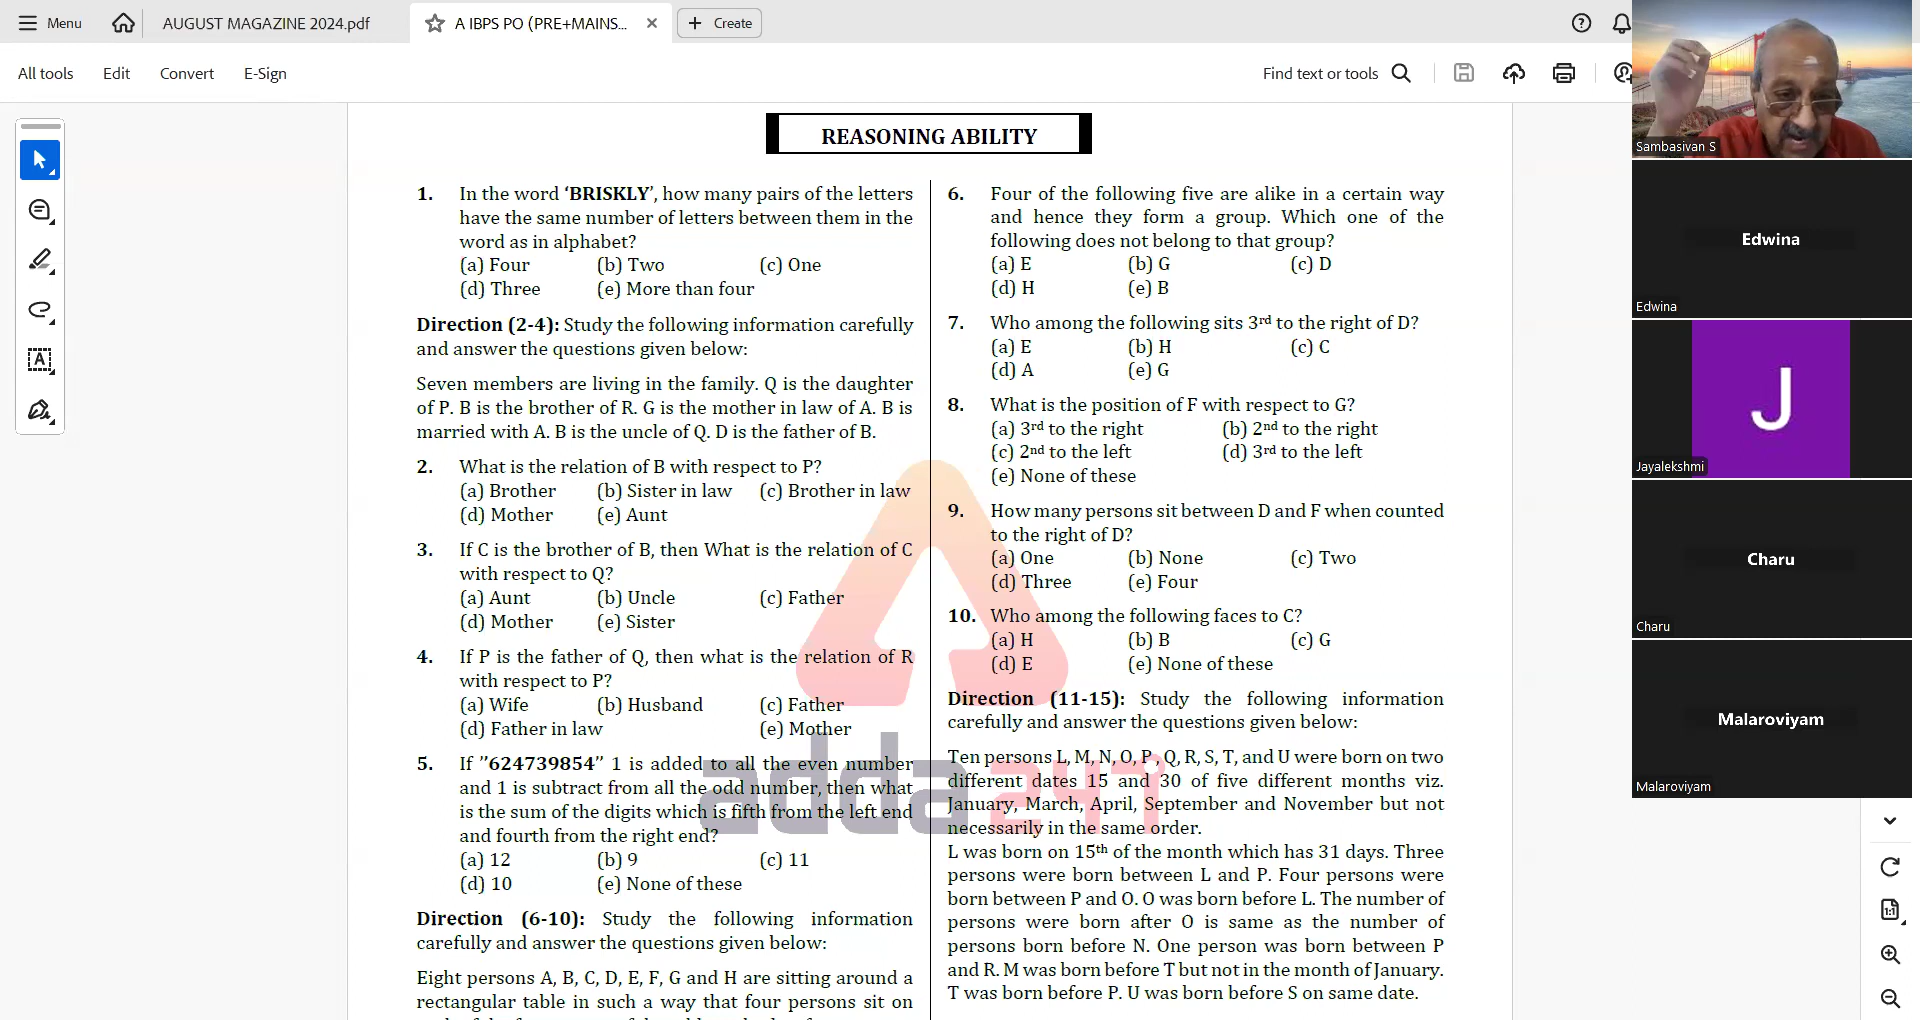 Menu
AUGUST MAGAZINE 2024.pdf
A IBPS PO (PRE+MAINS...
Create
All tools
Edit
Convert
E-Sign
Find text or tools
REASONING ABILITY
1. In the word ‘BRISKLY’, how many pairs of the letters
have the same number of letters between them in the
word as in alphabet?
(a) Four (b) Two (c) One
(d) Three (e) More than four
Direction (2-4): Study the following information carefully
and answer the questions given below:
Seven members are living in the family. Q is the daughter
of P. B is the brother of R. G is the mother in law of A. B is
married with A. B is the uncle of Q. D is the father of B.
2. What is the relation of B with respect to P?
(a) Brother (b) Sister in law (c) Brother in law
(d) Mother (e) Aunt
3. If C is the brother of B, then What is the relation of C
with respect to Q?
(a) Aunt (b) Uncle (c) Father
(d) Mother (e) Sister
4. If P is the father of Q, then what is the relation of R
with respect to P?
(a) Wife (b) Husband (c) Father
(d) Father in law (e) Mother
5. If ”624739854” 1 is added to all the even number
and 1 is subtract from all the odd number, then what
is the sum of the digits which is fifth from the left end
and fourth from the right end?
(a) 12 (b) 9 (c) 11
(d) 10 (e) None of these
Direction (6-10): Study the following information
carefully and answer the questions given below:
Eight persons A, B, C, D, E, F, G and H are sitting around a
rectangular table in such a way that four persons sit on
6. Four of the following five are alike in a certain way
and hence they form a group. Which one of the
following does not belong to that group?
(a) E (b) G (c) D
(d) H (e) B
7. Who among the following sits 3rd to the right of D?
(a) E (b) H (c) C
(d) A (e) G
8. What is the position of F with respect to G?
(a) 3rd to the right (b) 2nd to the right
(c) 2nd to the left (d) 3rd to the left
(e) None of these
9. How many persons sit between D and F when counted
to the right of D?
(a) One (b) None (c) Two
(d) Three (e) Four
10. Who among the following faces to C?
(a) H (b) B (c) G
(d) E (e) None of these
Direction (11-15): Study the following information
carefully and answer the questions given below:
Ten persons L, M, N, O, P, Q, R, S, T, and U were born on two
different dates 15 and 30 of five different months viz.
January, March, April, September and November but not
necessarily in the same order.
L was born on 15th of the month which has 31 days. Three
persons were born between L and P. Four persons were
born between P and O. O was born before L. The number of
persons were born after O is same as the number of
persons born before N. One person was born between P
and R. M was born before T but not in the month of January.
T was born before P. U was born before S on same date.
adda247
Sambasivan S
Edwina
Edwina
J
Jayalekshmi
Charu
Charu
Malaroviyam
Malaroviyam
1:1